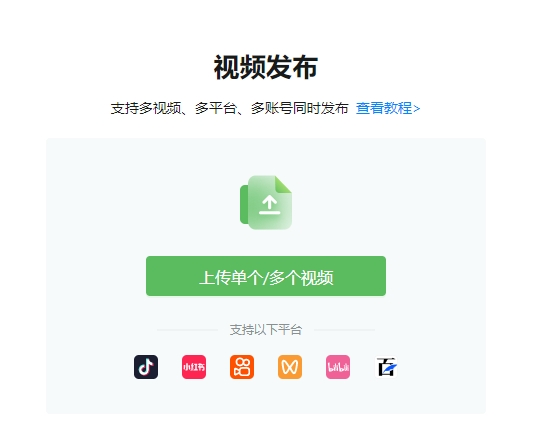 视频发布
支持多视频、多平台、多账号同时发布 查看教程>
上传单个/多个视频
支持以下平台
小红书 bilibili 百